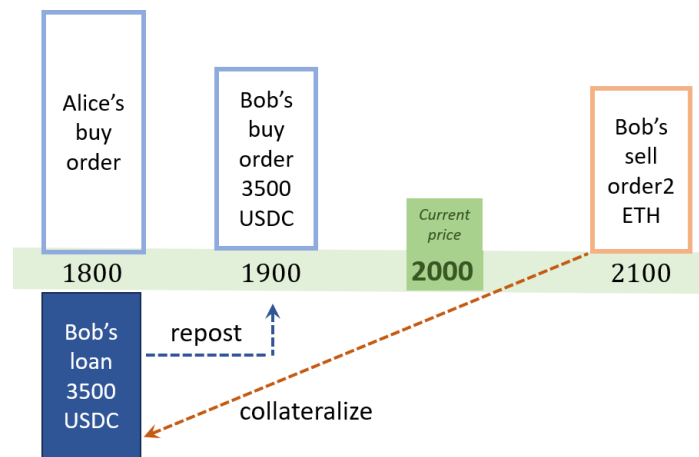 Alice's
buy
order
Bob's
buy
order
3500
USDC
Current
price
2000
Bob's
sell
order2
ETH
1800
1900
2100
Bob's
loan
3500
USDC
repost
collateralize